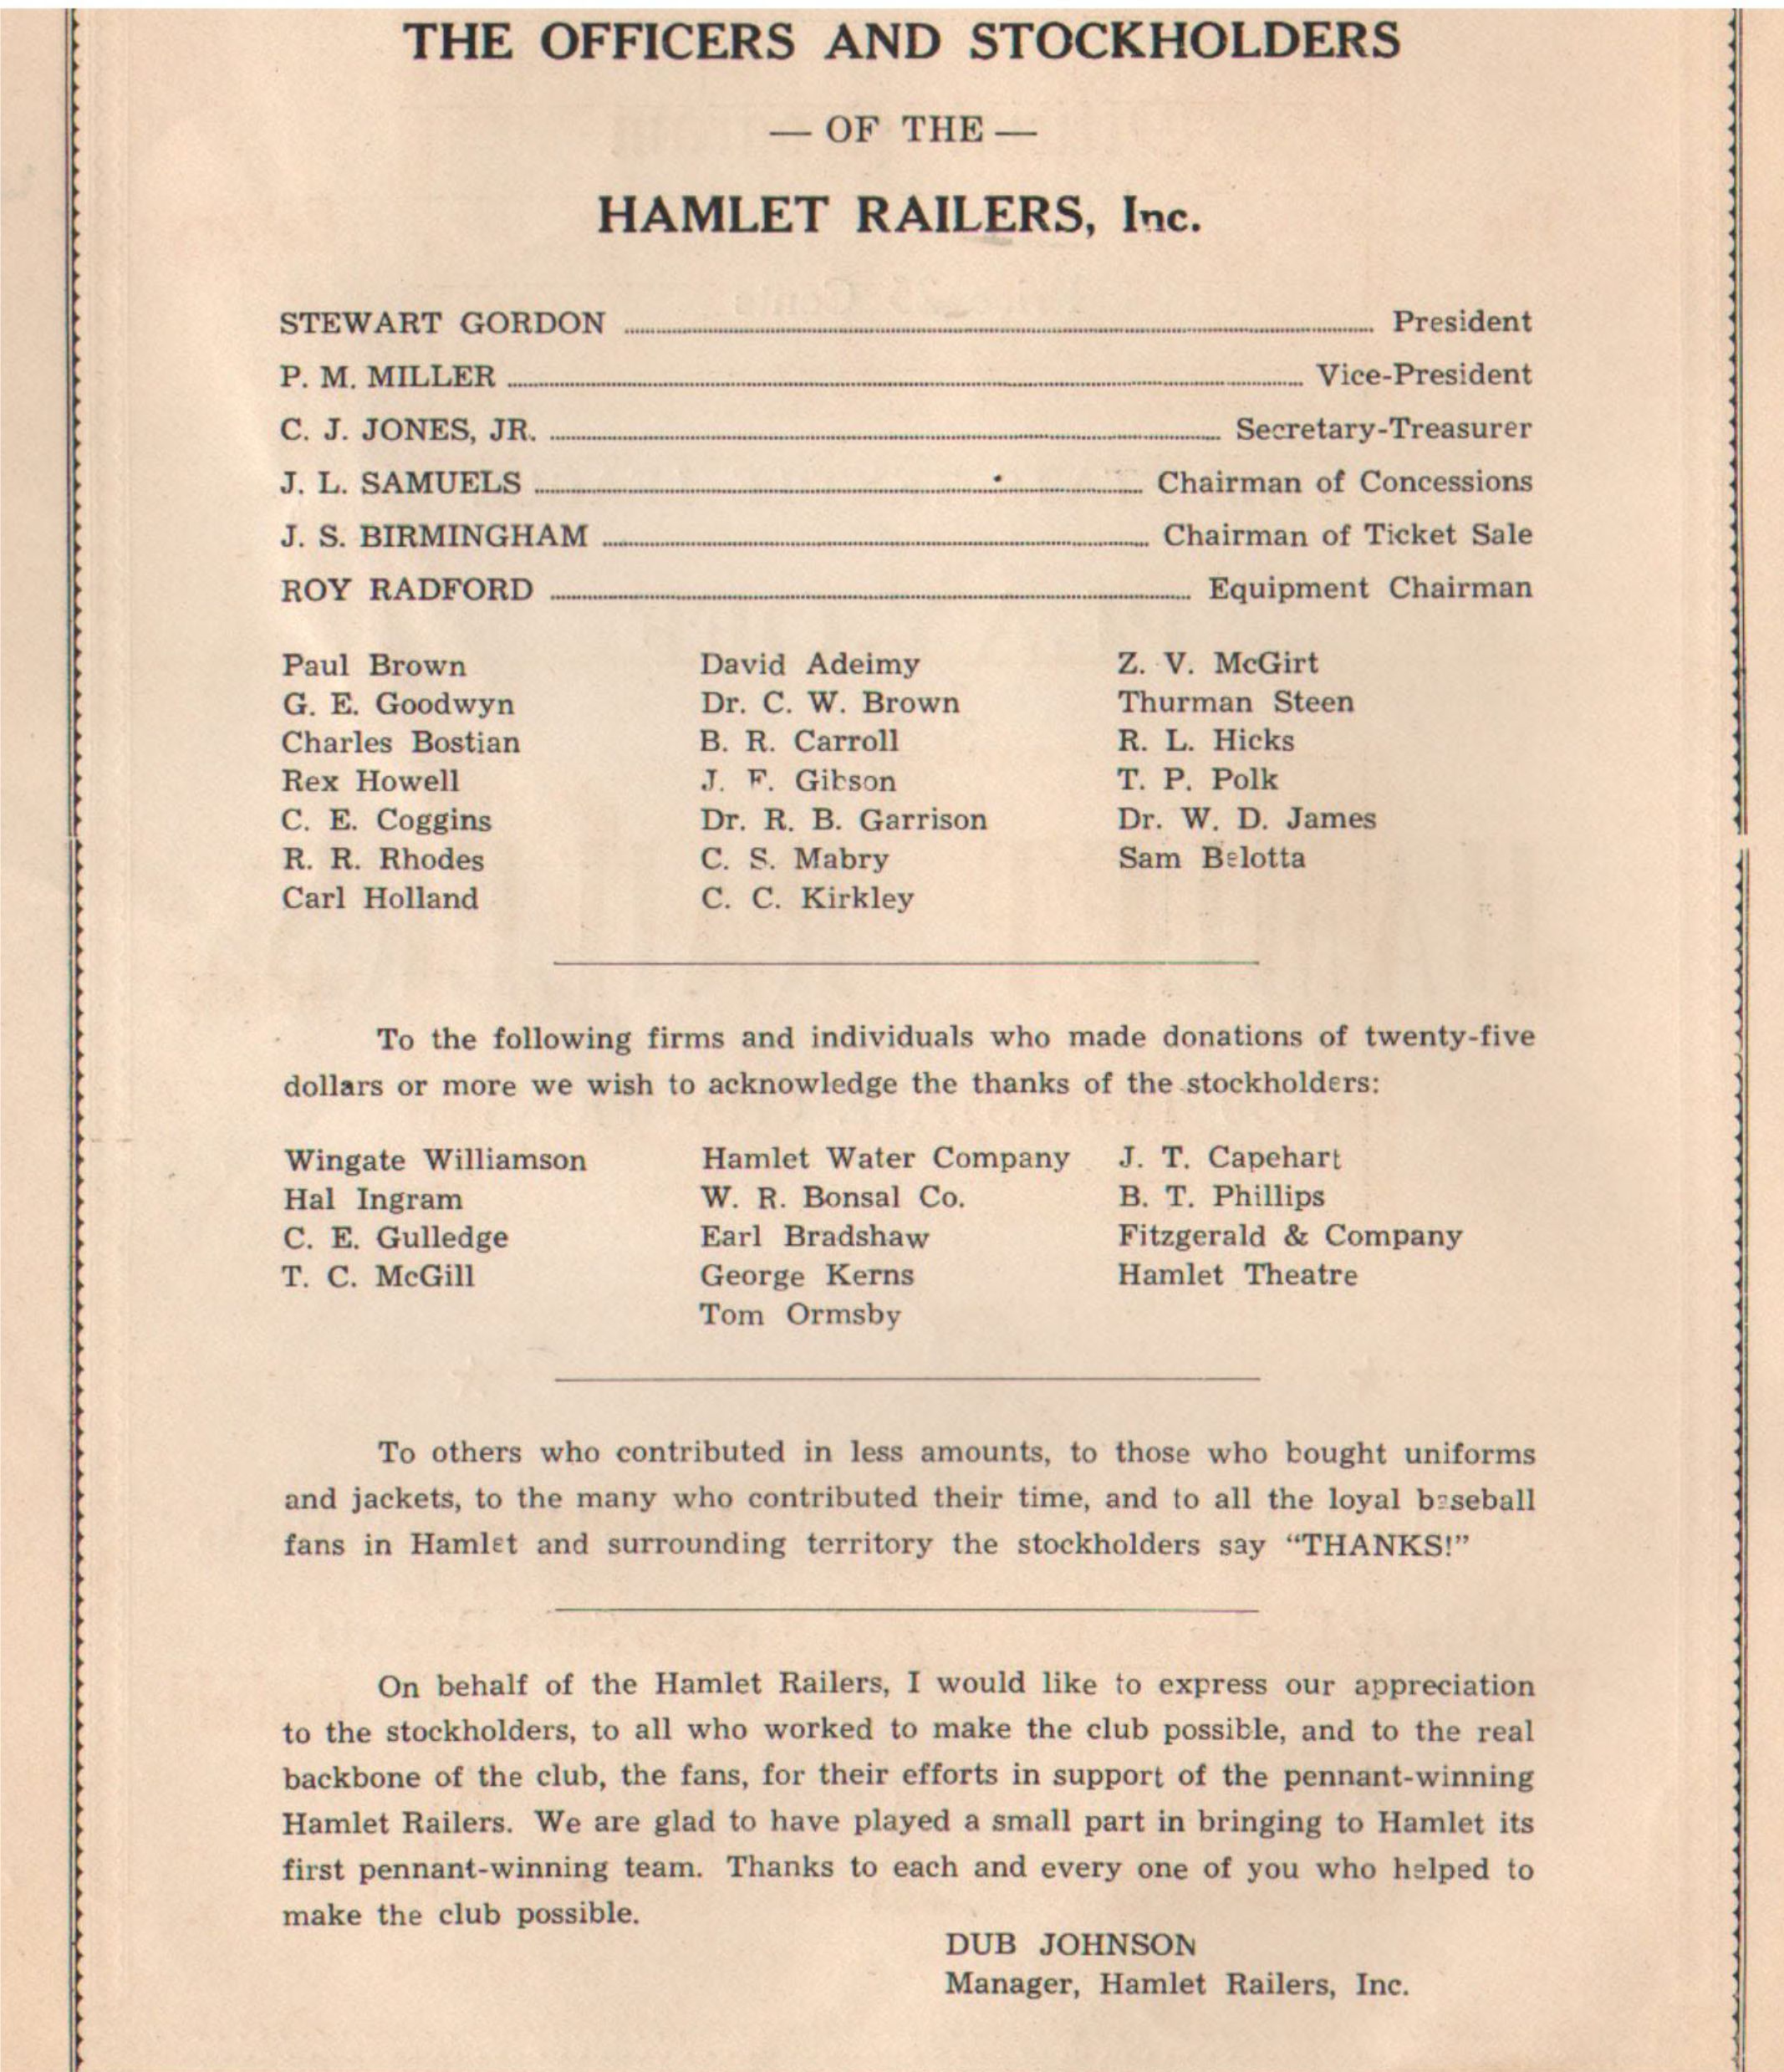 THE OFFICERS AND STOCKHOLDERS
— OF THE —
HAMLET RAILERS, Inc.
STEWART GORDON ........ President
P. M. MILLER ........ Vice-President
C. J. JONES, JR. ........ Secretary-Treasurer
J. L. SAMUELS ........ Chairman of Concessions
J. S. BIRMINGHAM ........ Chairman of Ticket Sale
ROY RADFORD ........ Equipment Chairman
Paul Brown David Adeimy Z. V. McGirt
G. E. Goodwyn Dr. C. W. Brown Thurman Steen
Charles Bostian B. R. Carroll R. L. Hicks
Rex Howell J. F. Gibson T. P. Polk
C. E. Coggins Dr. R. B. Garrison Dr. W. D. James
R. R. Rhodes C. S. Mabry Sam Belotta
Carl Holland C. C. Kirkley
To the following firms and individuals who made donations of twenty-five
dollars or more we wish to acknowledge the thanks of the stockholders:
Wingate Williamson Hamlet Water Company J. T. Capehart
Hal Ingram W. R. Bonsal Co. B. T. Phillips
C. E. Gulledge Earl Bradshaw Fitzgerald & Company
T. C. McGill George Kerns Hamlet Theatre
Tom Ormsby
To others who contributed in less amounts, to those who bought uniforms
and jackets, to the many who contributed their time, and to all the loyal baseball
fans in Hamlet and surrounding territory the stockholders say “THANKS!”
On behalf of the Hamlet Railers, I would like to express our appreciation
to the stockholders, to all who worked to make the club possible, and to the real
backbone of the club, the fans, for their efforts in support of the pennant-winning
Hamlet Railers. We are glad to have played a small part in bringing to Hamlet its
first pennant-winning team. Thanks to each and every one of you who helped to
make the club possible.
DUB JOHNSON
Manager, Hamlet Railers, Inc.